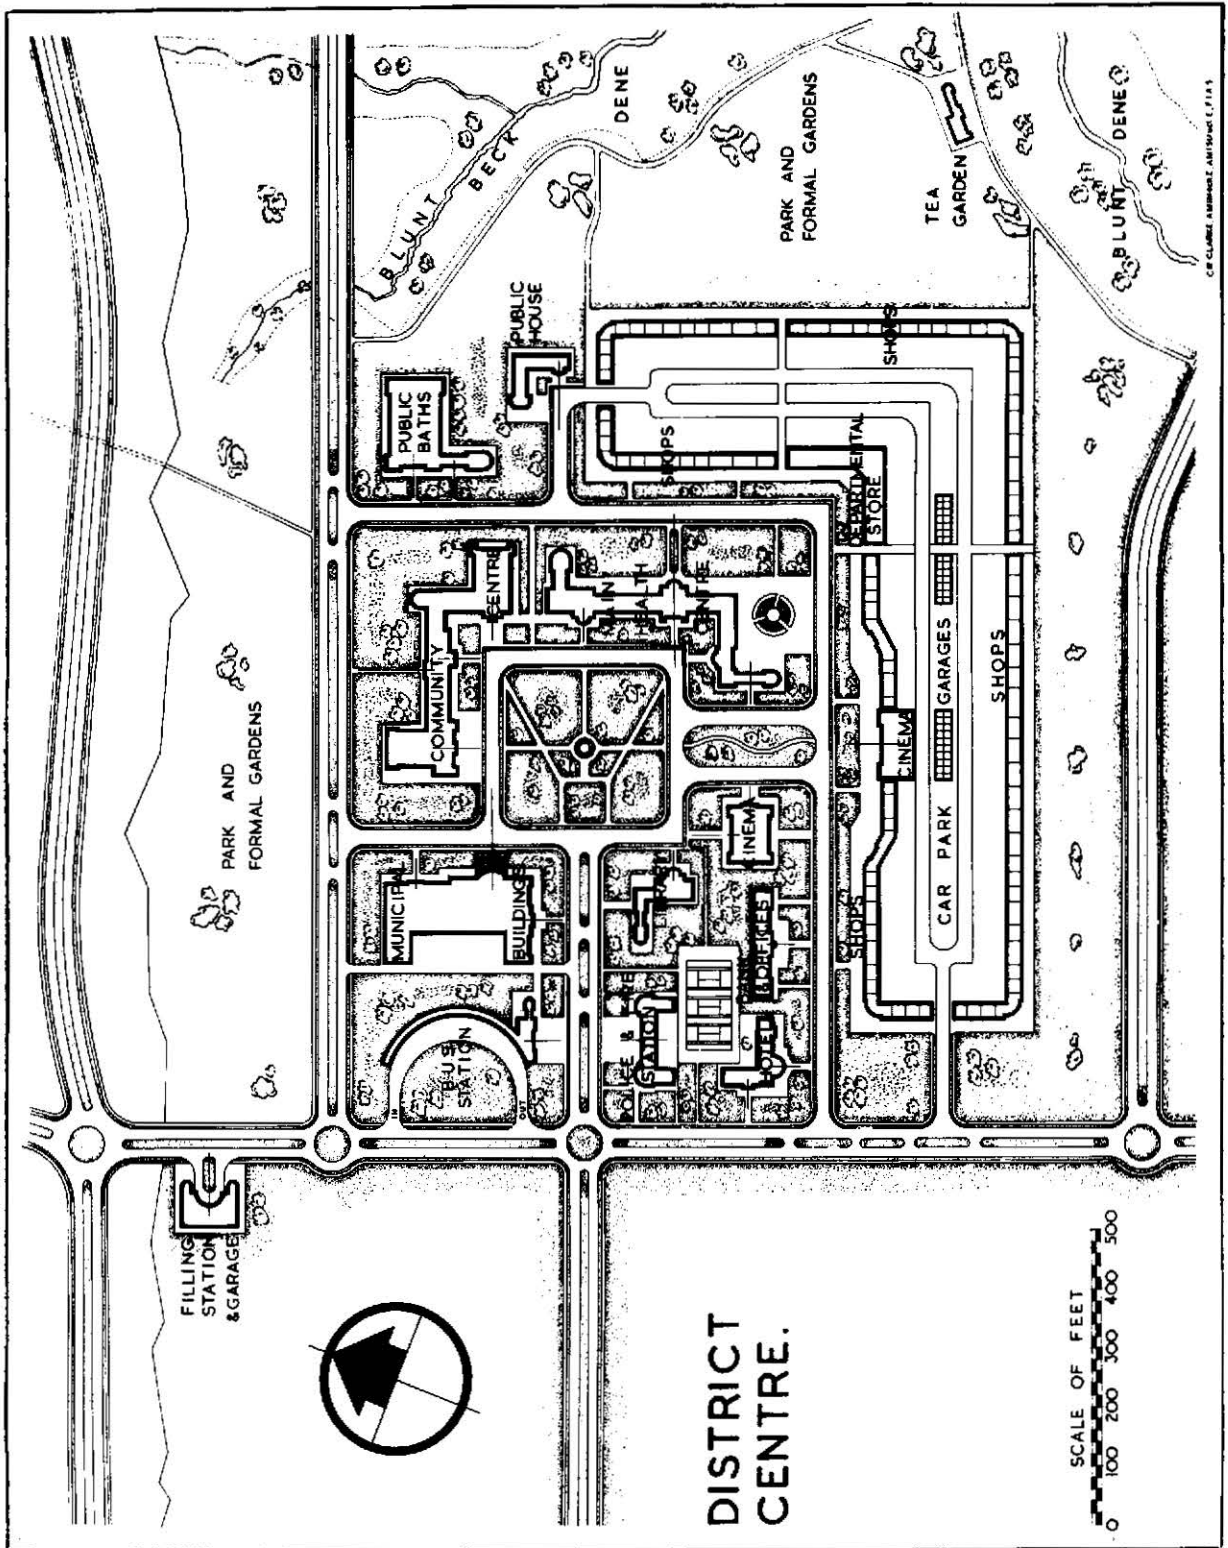 DISTRICT
CENTRE.
SCALE OF FEET
0 100 200 300 400 500
FILLING
STATION
& GARAGE
PARK AND
FORMAL GARDENS
BUS
STATION
IN
OUT
MUNICIPAL
BUILDINGS
COMMUNITY
CENTRE
PUBLIC
BATHS
PUBLIC
HOUSE
BLUNT
BECK
DENE
POLICE & FIRE
STATION
LIBRARY
MAIN
HEALTH
CENTRE
HOTEL
BANK
& OFFICES
CINEMA
SHOPS
SHOPS
CINEMA
DEPARTMENTAL
STORE
CAR PARK
GARAGES
SHOPS
SHOPS
PARK AND
FORMAL GARDENS
TEA
GARDEN
BLUNT DENE